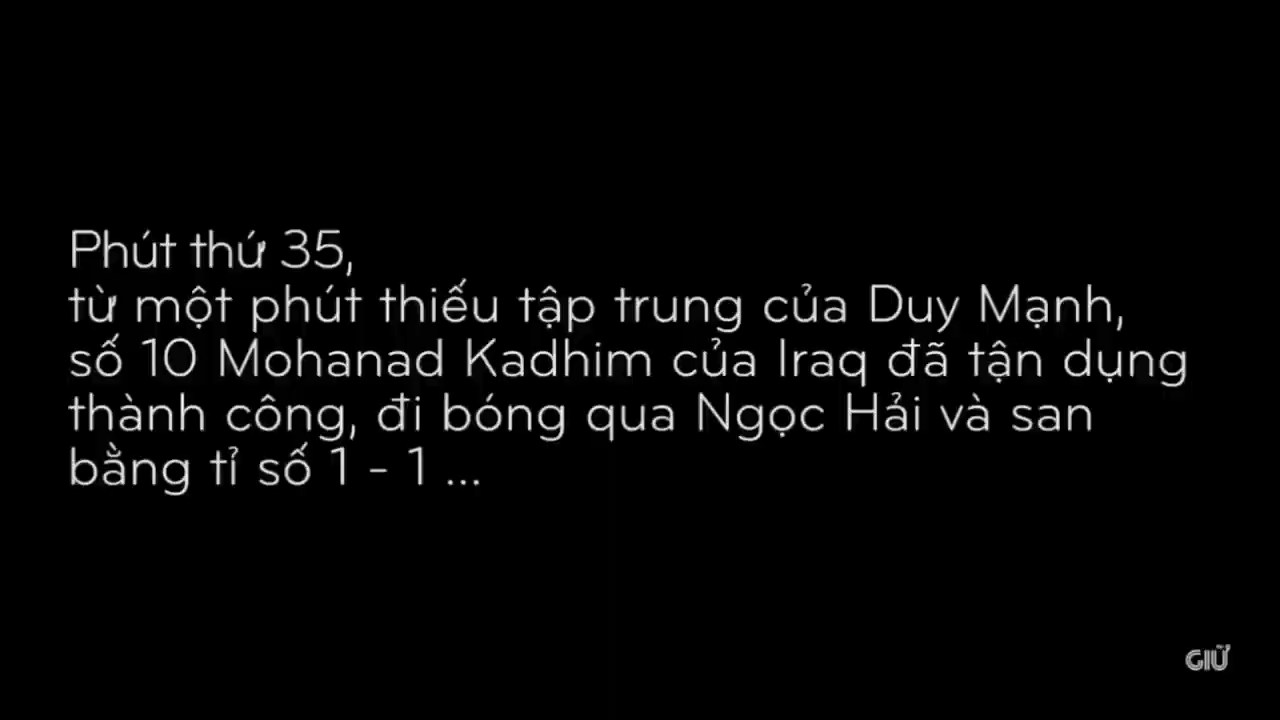 Phút thứ 35,
từ một phút thiếu tập trung của Duy Mạnh,
số 10 Mohanad Kadhim của Iraq đã tận dụng
thành công, đi bóng qua Ngọc Hải và san
bằng tỉ số 1 - 1 ...
GIỮ